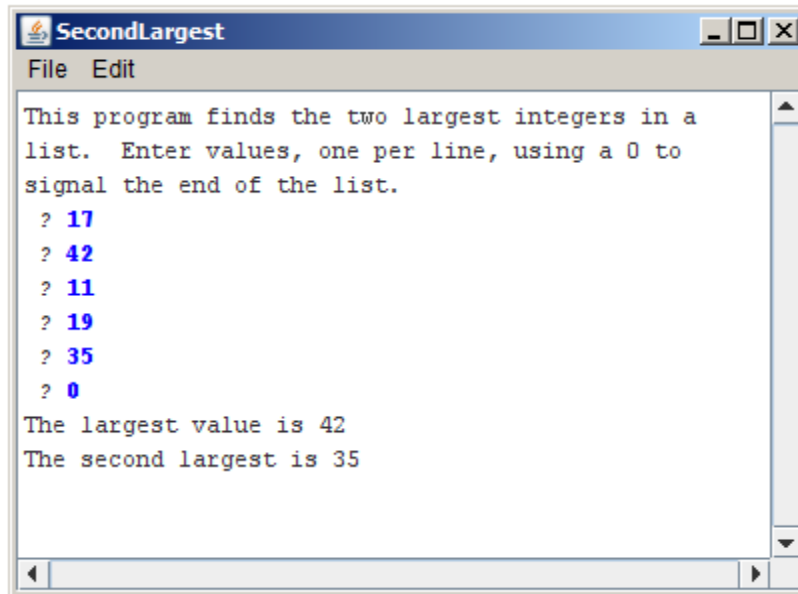 SecondLargest
File Edit
This program finds the two largest integers in a
list.  Enter values, one per line, using a 0 to
signal the end of the list.
? 17
? 42
? 11
? 19
? 35
? 0
The largest value is 42
The second largest is 35